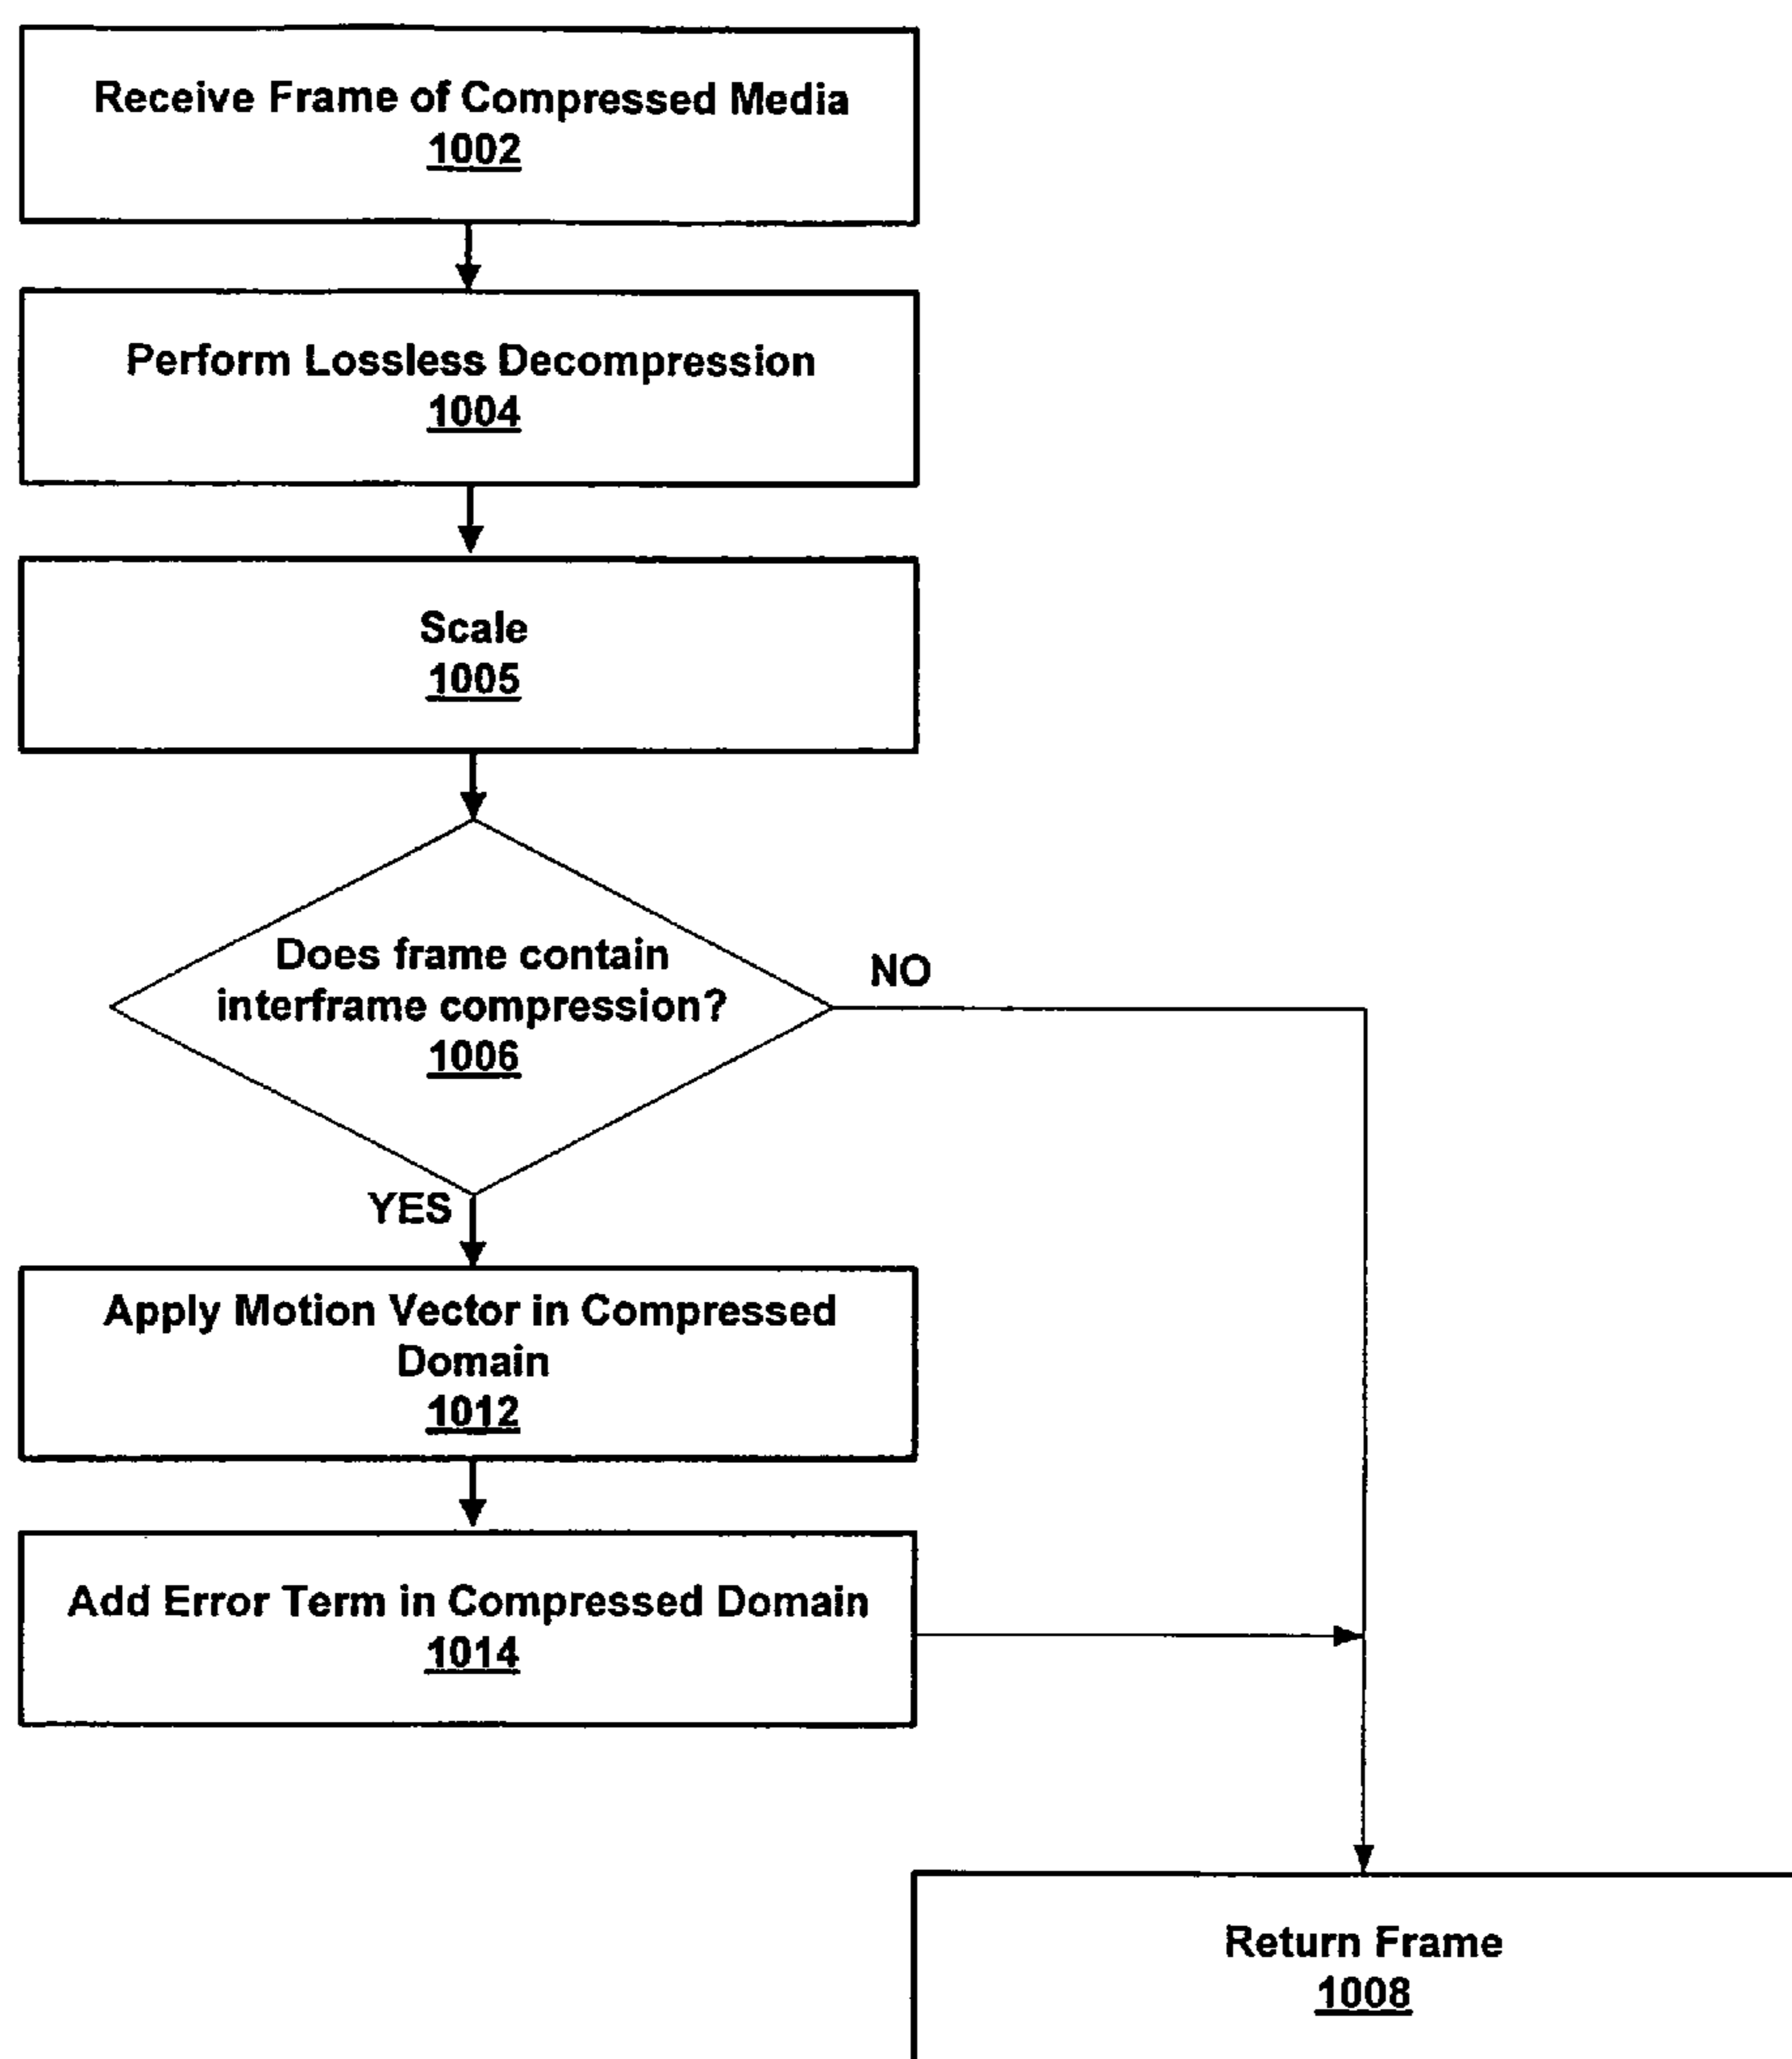 Receive Frame of Compressed Media
1002
Perform Lossless Decompression
1004
Scale
1005
Does frame contain
interframe compression?
1006
NO
YES
Apply Motion Vector in Compressed
Domain
1012
Add Error Term in Compressed Domain
1014
Return Frame
1008